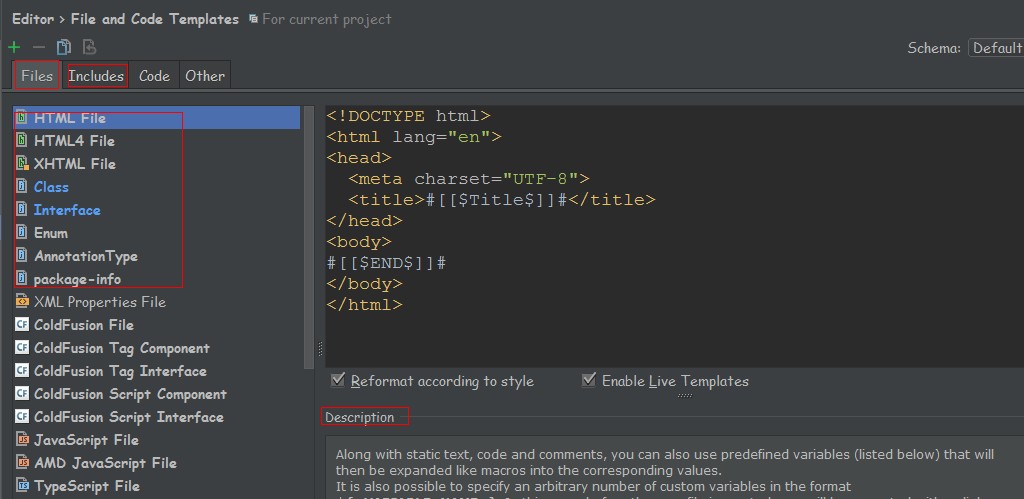 Editor › File and Code Templates For current project
Schema: Default
Files Includes Code Other
HTML File
HTML4 File
XHTML File
Class
Interface
Enum
AnnotationType
package-info
XML Properties File
ColdFusion File
ColdFusion Tag Component
ColdFusion Tag Interface
ColdFusion Script Component
ColdFusion Script Interface
JavaScript File
AMD JavaScript File
TypeScript File
<!DOCTYPE html>
<html lang="en">
<head>
  <meta charset="UTF-8">
  <title>#[[$Title$]]#</title>
</head>
<body>
#[[$END$]]#
</body>
</html>
Reformat according to style Enable Live Templates
Description
Along with static text, code and comments, you can also use predefined variables (listed below) that will
then be expanded like macros into the corresponding values.
It is also possible to specify an arbitrary number of custom variables in the format